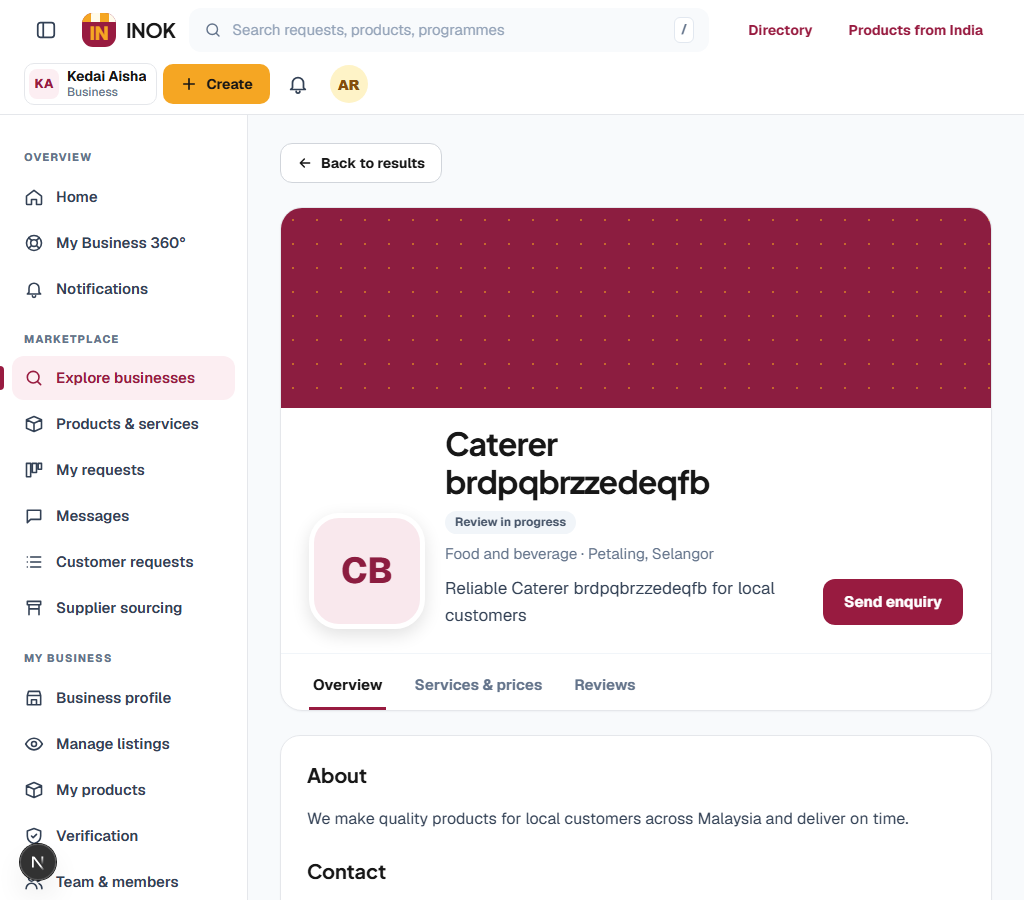 IN INOK
Search requests, products, programmes
/
Directory
Products from India
KA
Kedai Aisha
Business
Create
AR
OVERVIEW
Home
My Business 360°
Notifications
MARKETPLACE
Explore businesses
Products & services
My requests
Messages
Customer requests
Supplier sourcing
MY BUSINESS
Business profile
Manage listings
My products
Verification
N
Team & members
Back to results
Caterer
brdpqbrzzedeqfb
Review in progress
CB
Food and beverage · Petaling, Selangor
Reliable Caterer brdpqbrzzedeqfb for local
customers
Send enquiry
Overview
Services & prices
Reviews
About
We make quality products for local customers across Malaysia and deliver on time.
Contact